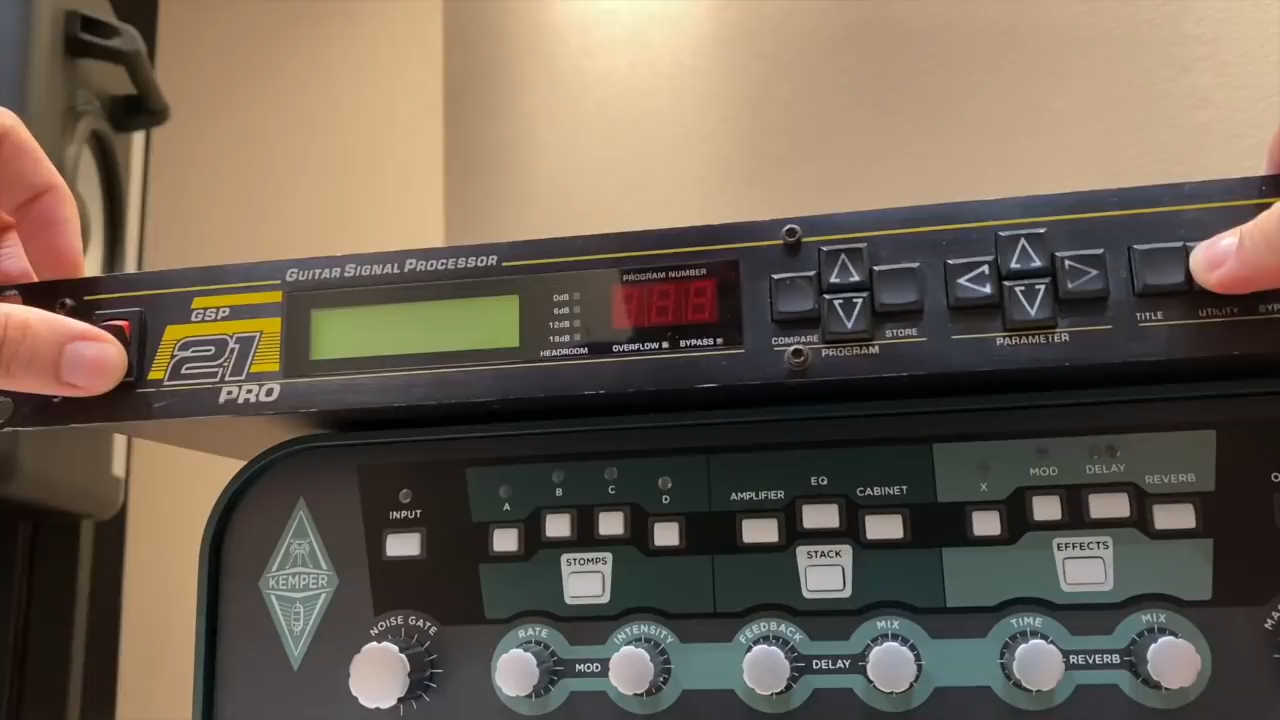 GUITAR SIGNAL PROCESSOR
GSP
21
PRO
0dB
6dB
12dB
18dB
HEADROOM
PROGRAM NUMBER
OVERFLOW BYPASS
COMPARE
STORE
PROGRAM
PARAMETER
TITLE
UTILITY
KEMPER
INPUT
A
B
C
D
STOMPS
AMPLIFIER
EQ
CABINET
STACK
X
MOD
DELAY
REVERB
EFFECTS
NOISE GATE
RATE
MOD
INTENSITY
FEEDBACK
DELAY
MIX
TIME
REVERB
MIX